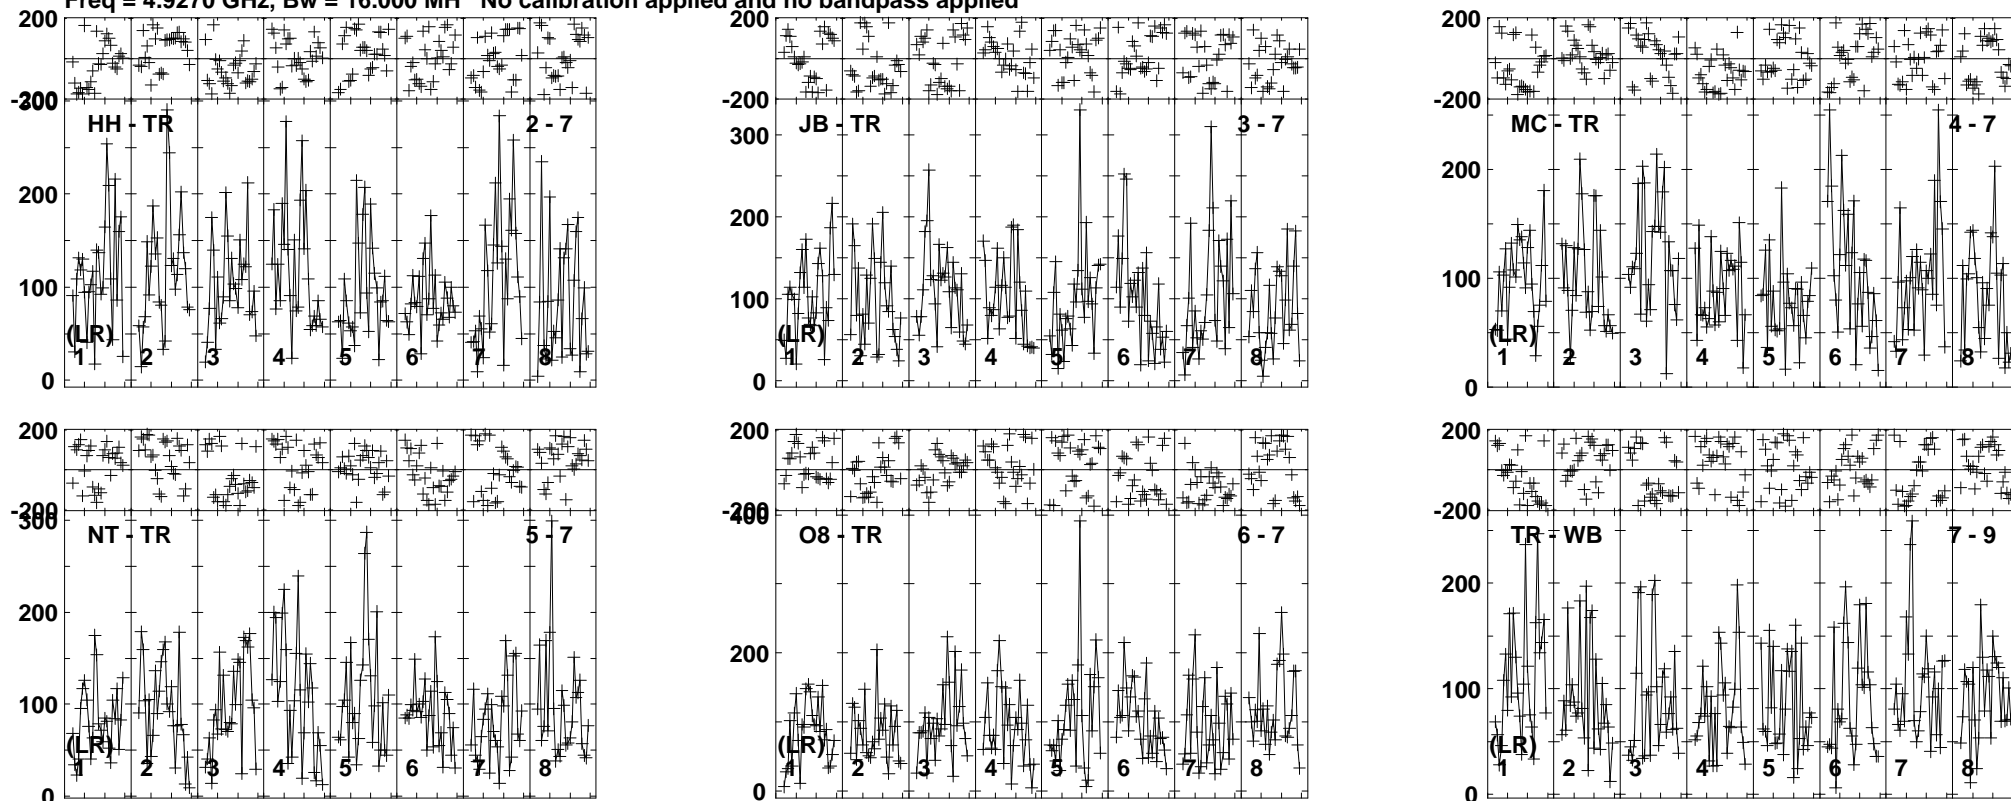 Freq = 4.9270 GHz, Bw = 16.000 MH No calibration applied and no bandpass applied
200
-200
300
HH - TR
2 - 7
200
100
0
(LR)
1 2 3 4 5 6 7 8
200
-200
JB - TR
3 - 7
300
200
100
0
(LR)
1 2 3 4 5 6 7 8
200
-200
MC - TR
4 - 7
200
100
0
(LR)
1 2 3 4 5 6 7 8
200
-200
300
NT - TR
5 - 7
200
100
0
(LR)
1 2 3 4 5 6 7 8
200
-200
400
O8 - TR
6 - 7
200
0
(LR)
1 2 3 4 5 6 7 8
200
-200
TR - WB
7 - 9
200
100
0
(LR)
1 2 3 4 5 6 7 8